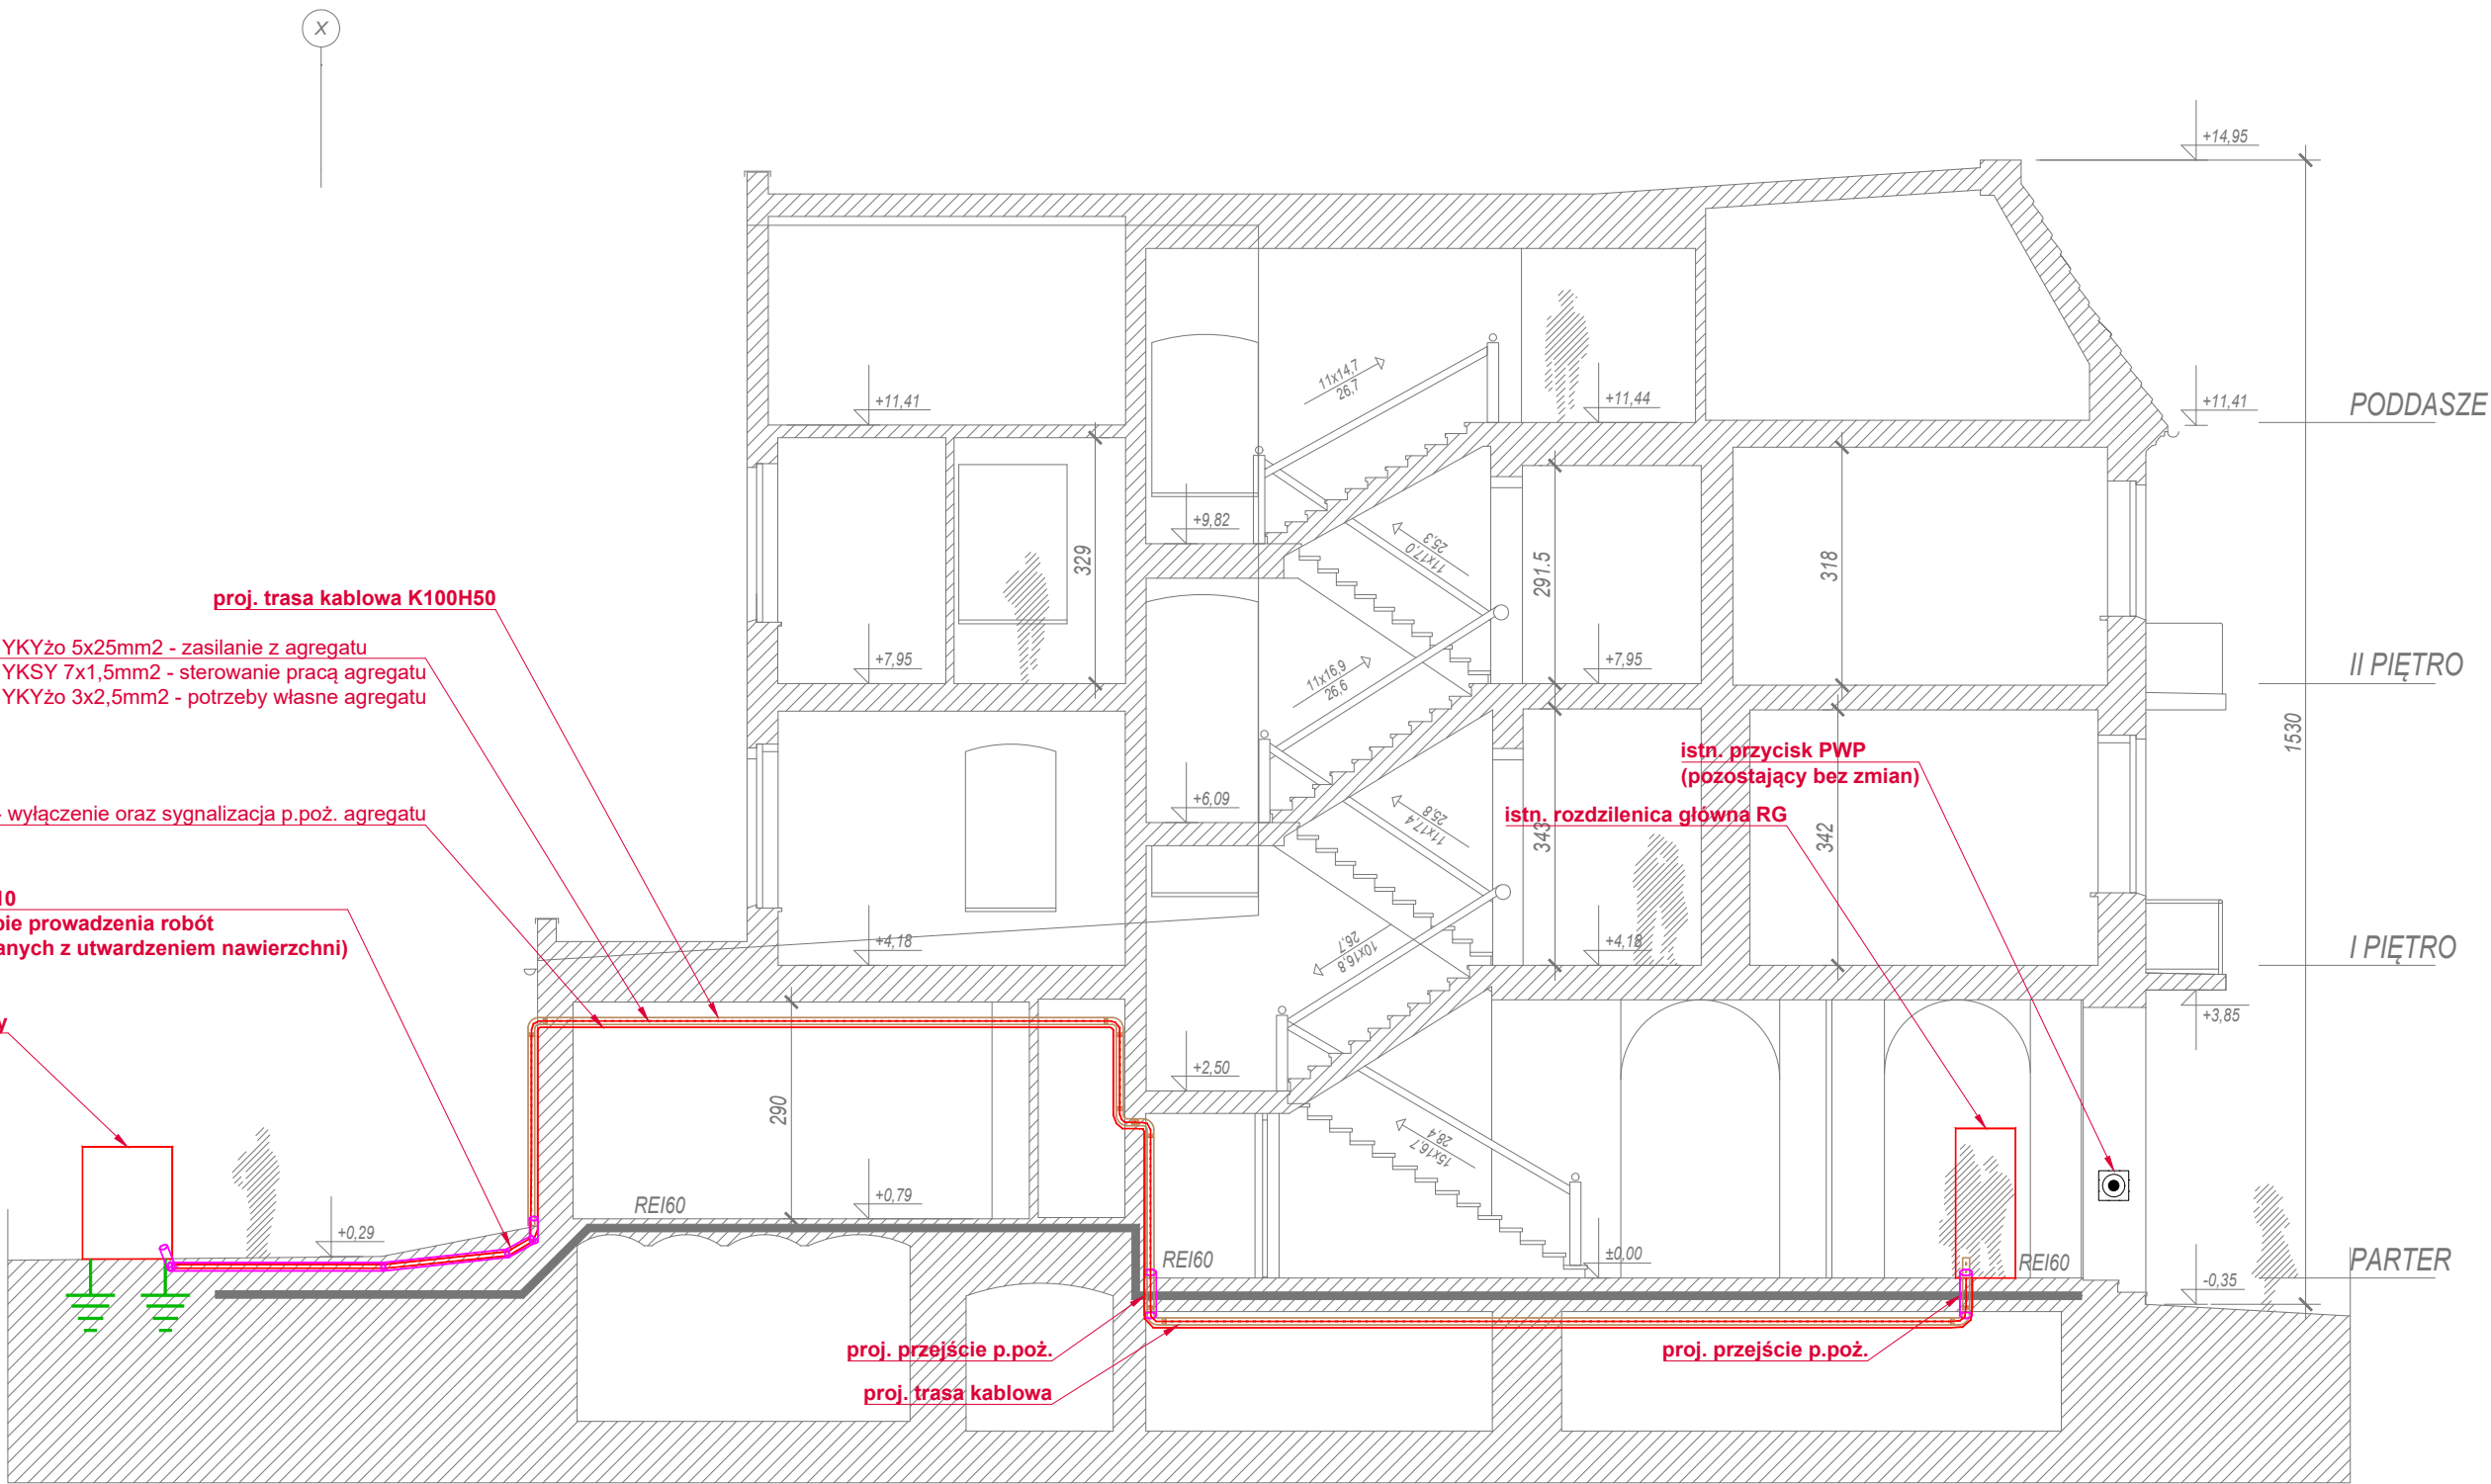 X
+14,95
11x14,7
26,7
+11,41
+11,44
+11,41
PODDASZE
+9,82
11x17,0
25,3
329
291.5
318
proj. trasa kablowa K100H50
YKYżo 5x25mm2 - zasilanie z agregatu
YKSY 7x1,5mm2 - sterowanie pracą agregatu
YKYżo 3x2,5mm2 - potrzeby własne agregatu
+7,95
11x16,9
26,6
+7,95
II PIĘTRO
1530
istn. przycisk PWP
(pozostający bez zmian)
+6,09
- wyłączenie oraz sygnalizacja p.poż. agregatu
istn. rozdzilenica główna RG
11x17,4
25,8
343
342
10
bie prowadzenia robót
anych z utwardzeniem nawierzchni)
+4,18
10x16,8
26,7
+4,18
I PIĘTRO
+3,85
y
+2,50
290
15x16,7
28,4
+0,79
REI60
+0,29
REI60
±0,00
REI60
PARTER
-0,35
proj. przejście p.poż.
proj. przejście p.poż.
proj. trasa kablowa